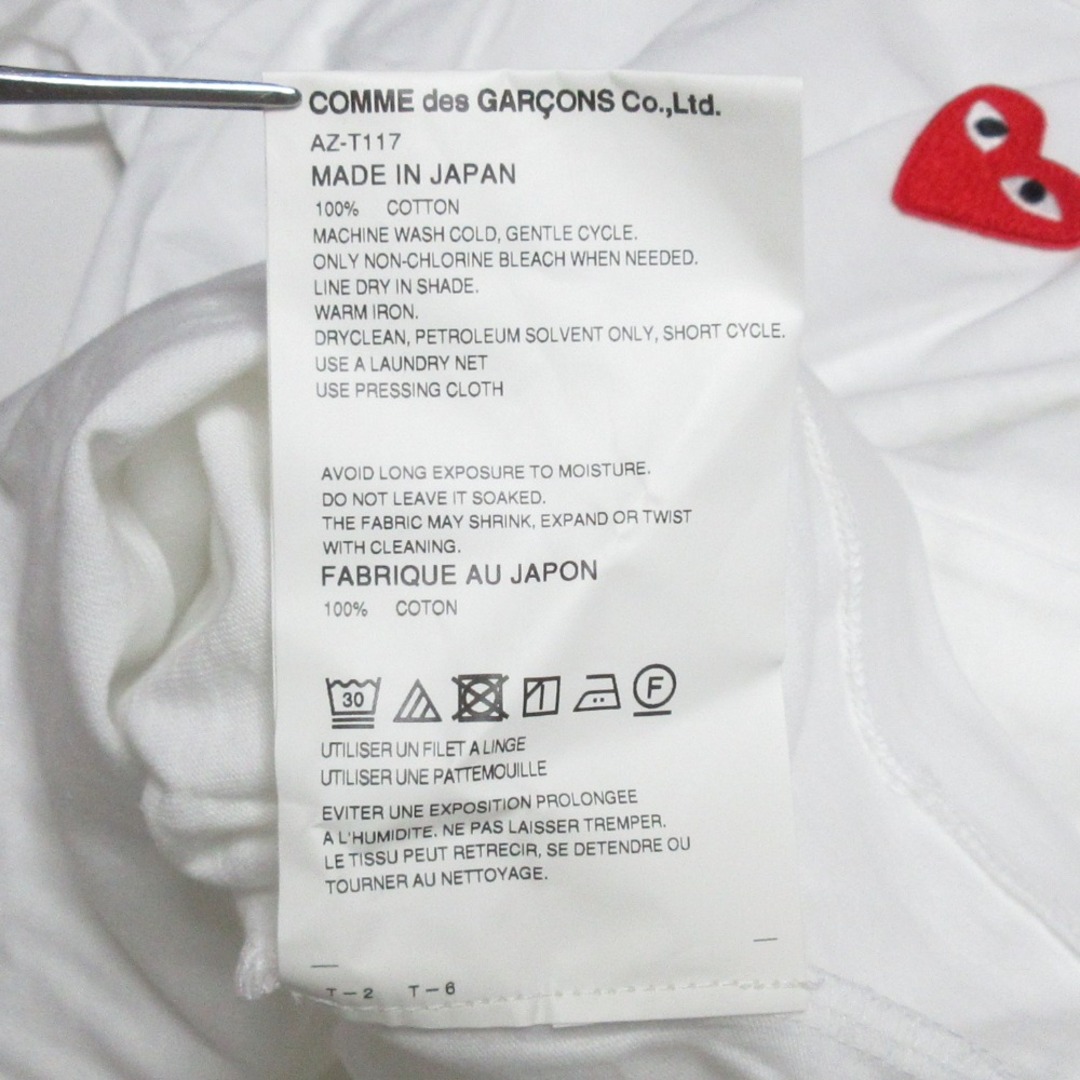 COMME des GARÇONS Co.,Ltd.
AZ-T117
MADE IN JAPAN
100% COTTON
MACHINE WASH COLD, GENTLE CYCLE.
ONLY NON-CHLORINE BLEACH WHEN NEEDED.
LINE DRY IN SHADE.
WARM IRON.
DRYCLEAN, PETROLEUM SOLVENT ONLY, SHORT CYCLE.
USE A LAUNDRY NET
USE PRESSING CLOTH
AVOID LONG EXPOSURE TO MOISTURE.
DO NOT LEAVE IT SOAKED.
THE FABRIC MAY SHRINK, EXPAND OR TWIST
WITH CLEANING.
FABRIQUE AU JAPON
100% COTON
30 F
UTILISER UN FILET A LINGE
UTILISER UNE PATTEMOUILLE
EVITER UNE EXPOSITION PROLONGEE
A L'HUMIDITE. NE PAS LAISSER TREMPER.
LE TISSU PEUT RETRECIR, SE DETENDRE OU
TOURNER AU NETTOYAGE.
T-2 T-6